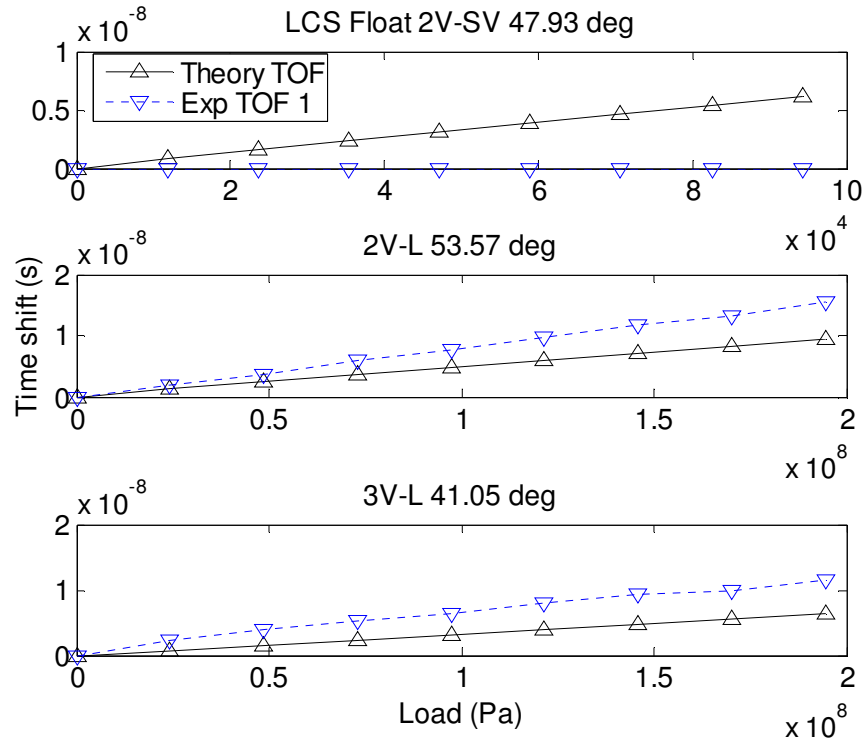 x 10^-8
LCS Float 2V-SV 47.93 deg
1
0.5
0
Theory TOF
Exp TOF 1
0 2 4 6 8 10
x 10^4
x 10^-8
2V-L 53.57 deg
2
1
0
0 0.5 1 1.5 2
x 10^8
Time shift (s)
x 10^-8
3V-L 41.05 deg
2
1
0
0 0.5 1 1.5 2
Load (Pa)
x 10^8